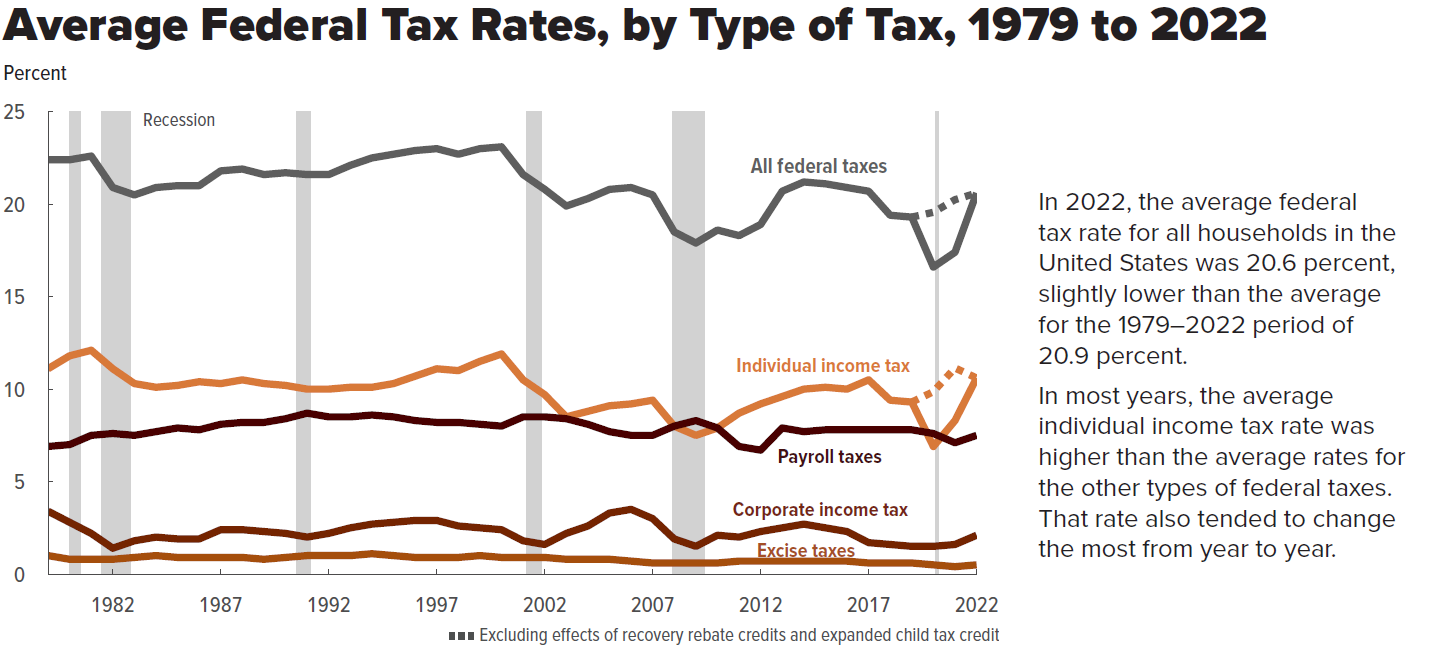 Average Federal Tax Rates, by Type of Tax, 1979 to 2022
Percent
25
Recession
All federal taxes
20
15
Individual income tax
10
Payroll taxes
5
Corporate income tax
Excise taxes
0
1982 1987 1992 1997 2002 2007 2012 2017 2022
Excluding effects of recovery rebate credits and expanded child tax credit
In 2022, the average federal
tax rate for all households in the
United States was 20.6 percent,
slightly lower than the average
for the 1979–2022 period of
20.9 percent.
In most years, the average
individual income tax rate was
higher than the average rates for
the other types of federal taxes.
That rate also tended to change
the most from year to year.